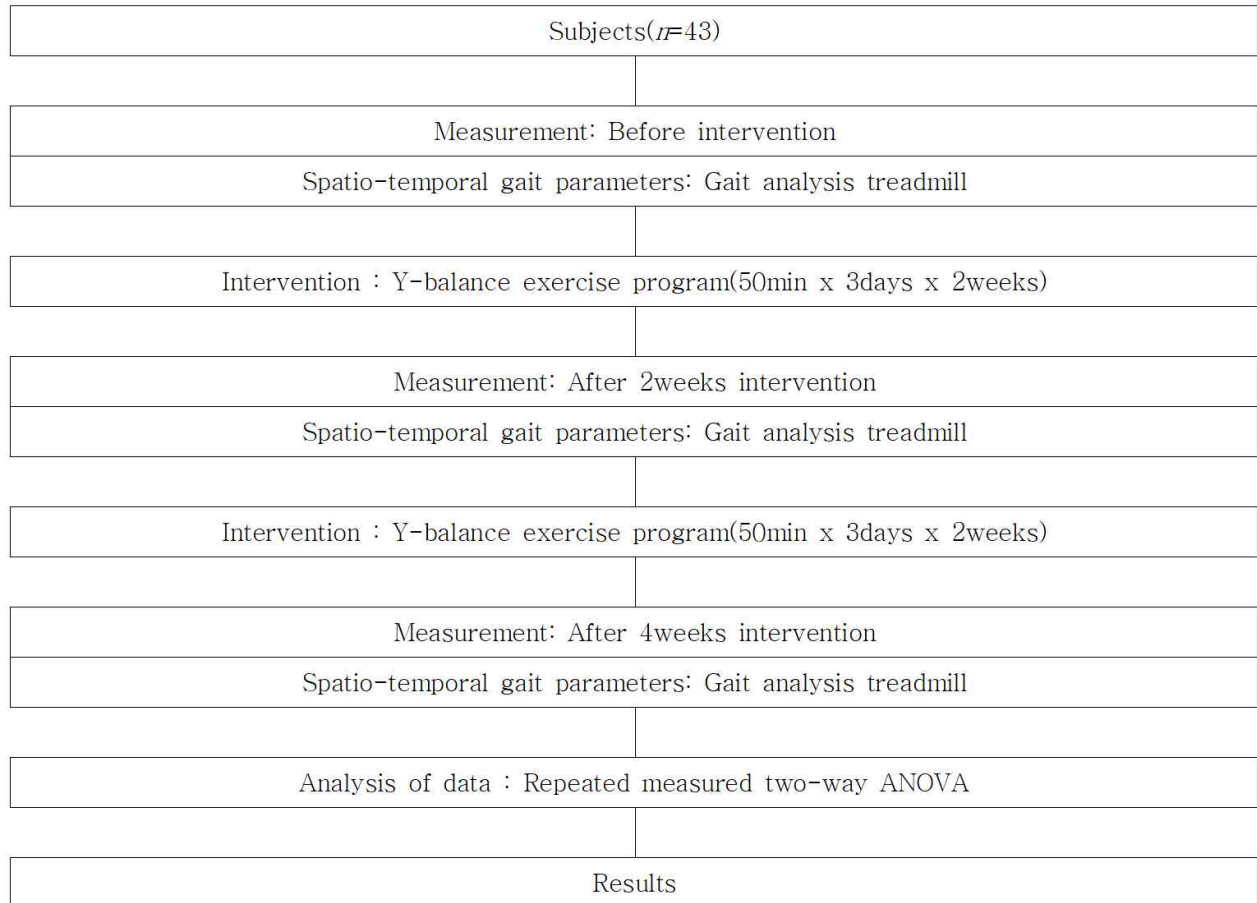 Subjects(n=43)
Measurement: Before intervention
Spatio-temporal gait parameters: Gait analysis treadmill
Intervention : Y-balance exercise program(50min x 3days x 2weeks)
Measurement: After 2weeks intervention
Spatio-temporal gait parameters: Gait analysis treadmill
Intervention : Y-balance exercise program(50min x 3days x 2weeks)
Measurement: After 4weeks intervention
Spatio-temporal gait parameters: Gait analysis treadmill
Analysis of data : Repeated measured two-way ANOVA
Results